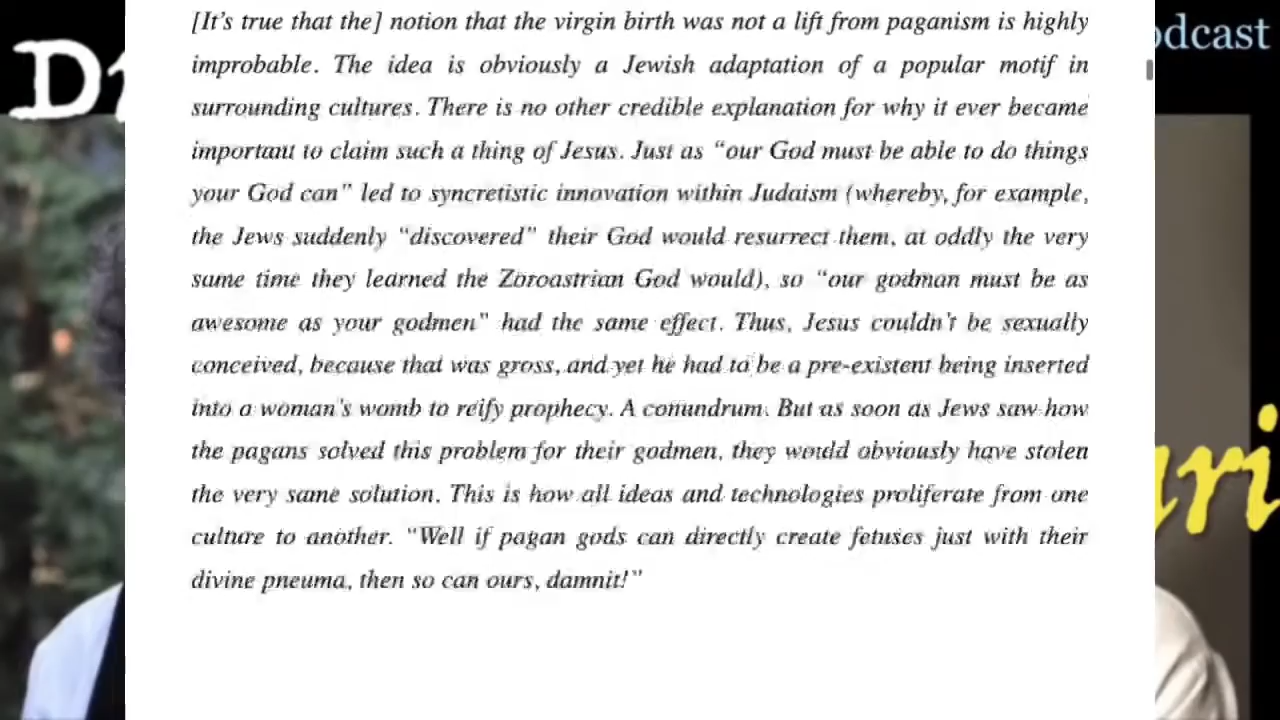 [It's true that the] notion that the virgin birth was not a lift from paganism is highly
improbable. The idea is obviously a Jewish adaptation of a popular motif in
surrounding cultures. There is no other credible explanation for why it ever became
important to claim such a thing of Jesus. Just as “our God must be able to do things
your God can” led to syncretistic innovation within Judaism (whereby, for example,
the Jews suddenly “discovered” their God would resurrect them, at oddly the very
same time they learned the Zoroastrian God would), so “our godman must be as
awesome as your godmen” had the same effect. Thus, Jesus couldn't be sexually
conceived, because that was gross, and yet he had to be a pre-existent being inserted
into a woman's womb to reify prophecy. A conundrum. But as soon as Jews saw how
the pagans solved this problem for their godmen, they would obviously have stolen
the very same solution. This is how all ideas and technologies proliferate from one
culture to another. “Well if pagan gods can directly create fetuses just with their
divine pneuma, then so can ours, damnit!”